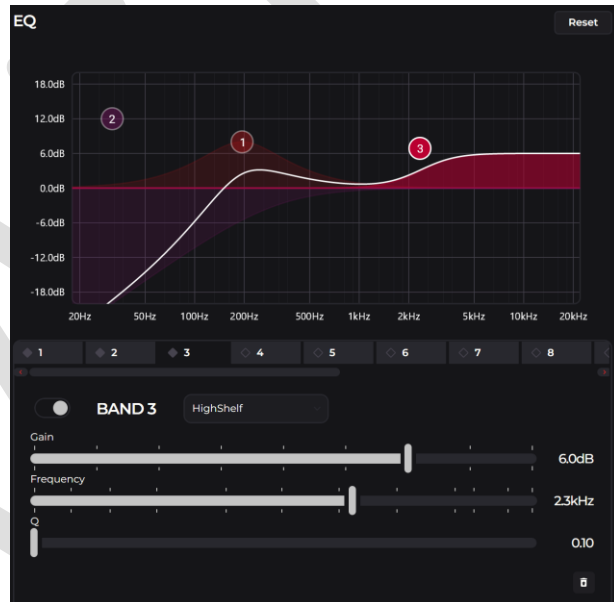 EQ Reset
18.0dB
12.0dB
6.0dB
0.0dB
-6.0dB
-12.0dB
-18.0dB
2
1
3
20Hz 50Hz 100Hz 200Hz 500Hz 1kHz 2kHz 5kHz 10kHz 20kHz
1 2 3 4 5 6 7 8
BAND 3 HighShelf
Gain
6.0dB
Frequency
2.3kHz
Q
0.10